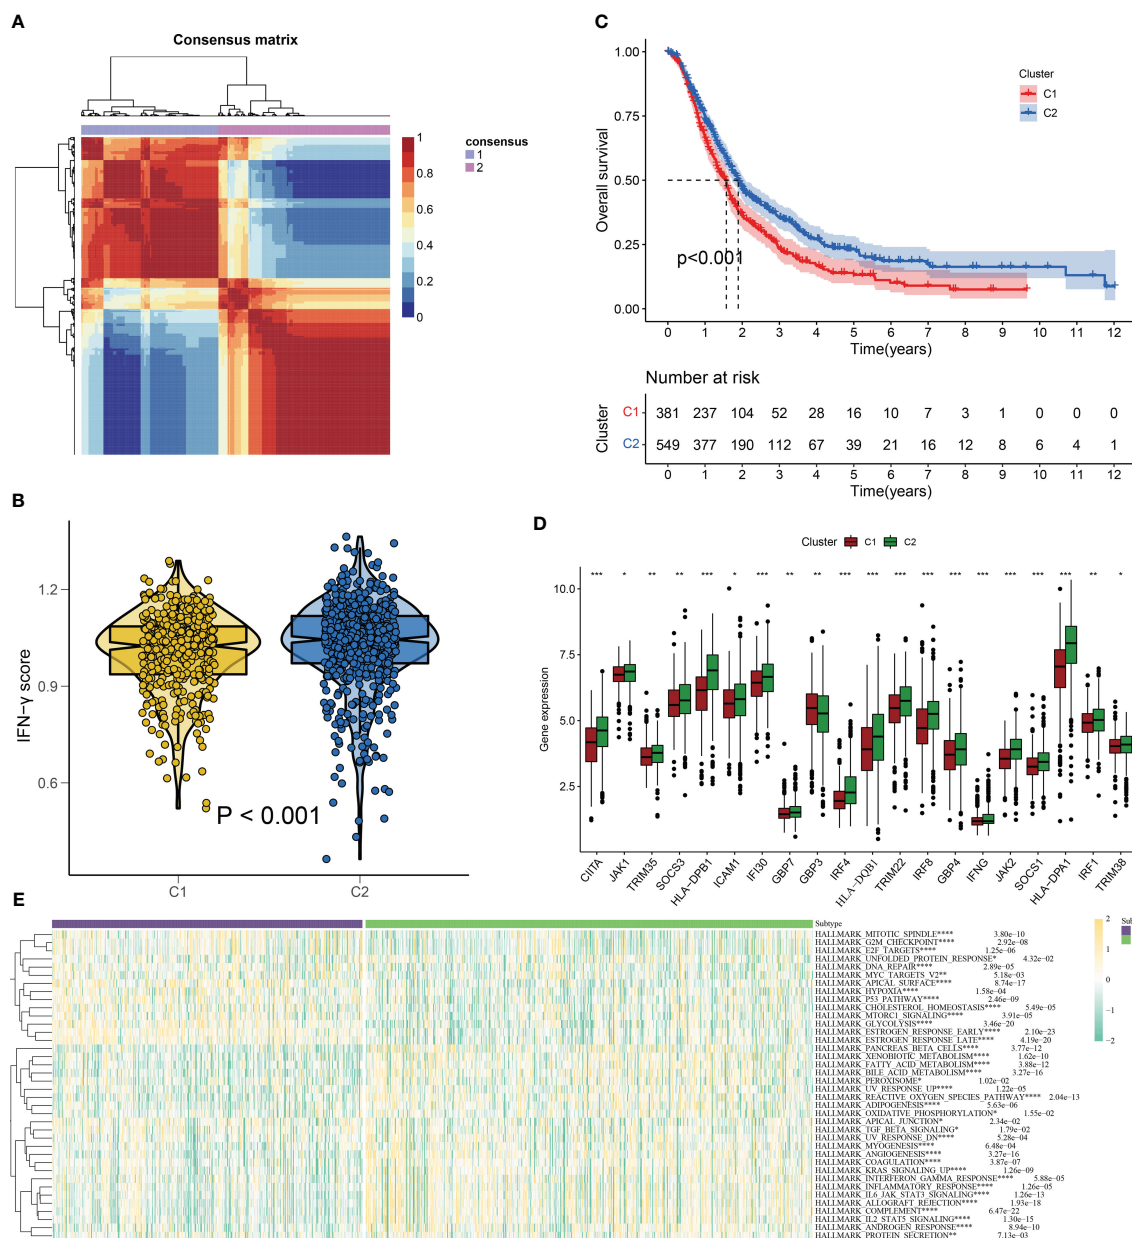 A
Consensus matrix
1
0.8
0.6
0.4
0.2
0
consensus
1
2
B
IFN-γ score
1.2
0.9
0.6
P < 0.001
C1
C2
C
Overall survival
1.00
0.75
0.50
0.25
0.00
p<0.001
Cluster
C1
C2
0 1 2 3 4 5 6 7 8 9 10 11 12
Time(years)
Number at risk
Cluster
C1 381 237 104 52 28 16 10 7 3 1 0 0 0
C2 549 377 190 112 67 39 21 16 12 8 6 4 1
0 1 2 3 4 5 6 7 8 9 10 11 12
Time(years)
D
Cluster C1 C2
*** * ** ** *** * *** ** ** *** *** *** *** *** *** *** *** *** ** *
Gene expression
10.0
7.5
5.0
2.5
CIITA JAK1 TRIM35 SOCS3 HLA-DPB1 ICAM1 IFI30 GBP7 GBP3 IRF4 HLA-DQB1 TRIM22 IRF8 GBP4 IFNG JAK2 SOCS1 HLA-DPA1 IRF1 TRIM38
E
Subtype
HALLMARK_MITOTIC_SPINDLE**** 3.80e-10
HALLMARK_G2M_CHECKPOINT**** 2.92e-08
HALLMARK_E2F_TARGETS**** 1.25e-06
HALLMARK_UNFOLDED_PROTEIN_RESPONSE* 4.32e-02
HALLMARK_DNA_REPAIR**** 2.89e-05
HALLMARK_MYC_TARGETS_V2** 5.18e-03
HALLMARK_APICAL_SURFACE**** 8.74e-17
HALLMARK_HYPOXIA**** 1.58e-04
HALLMARK_P53_PATHWAY**** 2.46e-09
HALLMARK_CHOLESTEROL_HOMEOSTASIS**** 5.49e-05
HALLMARK_MTORC1_SIGNALING**** 3.91e-05
HALLMARK_GLYCOLYSIS**** 3.46e-20
HALLMARK_ESTROGEN_RESPONSE_EARLY**** 2.10e-23
HALLMARK_ESTROGEN_RESPONSE_LATE**** 4.19e-20
HALLMARK_PANCREAS_BETA_CELLS**** 3.77e-12
HALLMARK_XENOBIOTIC_METABOLISM**** 1.62e-10
HALLMARK_FATTY_ACID_METABOLISM**** 3.88e-12
HALLMARK_BILE_ACID_METABOLISM**** 3.27e-16
HALLMARK_PEROXISOME* 1.02e-02
HALLMARK_UV_RESPONSE_UP**** 1.22e-05
HALLMARK_REACTIVE_OXYGEN_SPECIES_PATHWAY**** 2.04e-13
HALLMARK_ADIPOGENESIS**** 5.63e-06
HALLMARK_OXIDATIVE_PHOSPHORYLATION* 1.55e-02
HALLMARK_APICAL_JUNCTION* 2.34e-02
HALLMARK_TGF_BETA_SIGNALING* 1.79e-02
HALLMARK_UV_RESPONSE_DN**** 5.28e-04
HALLMARK_MYOGENESIS**** 6.48e-04
HALLMARK_ANGIOGENESIS**** 3.27e-16
HALLMARK_COAGULATION**** 3.87e-07
HALLMARK_KRAS_SIGNALING_UP**** 1.26e-09
HALLMARK_INTERFERON_GAMMA_RESPONSE**** 5.88e-05
HALLMARK_INFLAMMATORY_RESPONSE**** 1.26e-05
HALLMARK_IL6_JAK_STAT3_SIGNALING**** 1.26e-13
HALLMARK_ALLOGRAFT_REJECTION**** 1.93e-18
HALLMARK_COMPLEMENT**** 6.47e-22
HALLMARK_IL2_STAT5_SIGNALING**** 1.30e-15
HALLMARK_ANDROGEN_RESPONSE**** 8.94e-10
HALLMARK_PROTEIN_SECRETION** 7.13e-03
2
1
0
-1
-2
Su